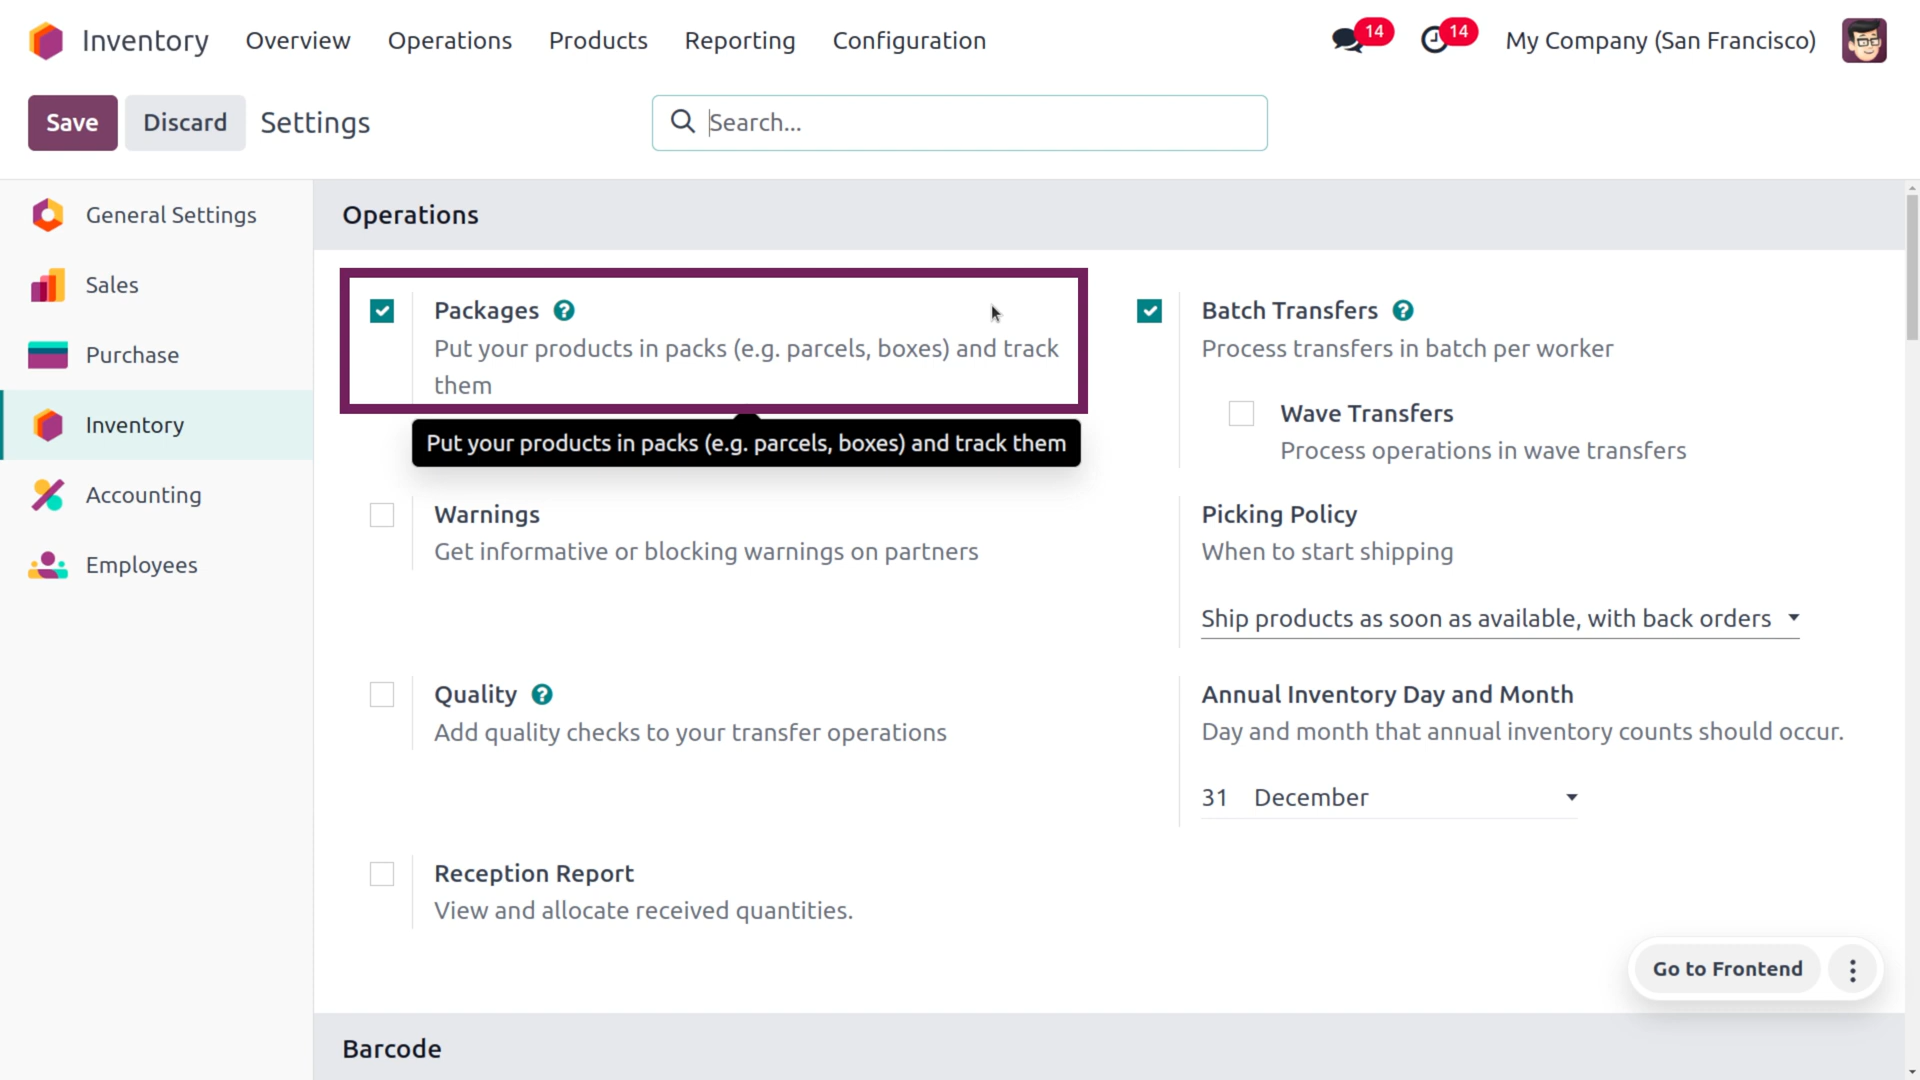 Inventory Overview Operations Products Reporting Configuration 14 14 My Company (San Francisco)
Save Discard Settings Search...
General Settings
Sales
Purchase
Inventory
Accounting
Employees
Operations
Packages ?
Put your products in packs (e.g. parcels, boxes) and track
them
Put your products in packs (e.g. parcels, boxes) and track them
Batch Transfers ?
Process transfers in batch per worker
Wave Transfers
Process operations in wave transfers
Warnings
Get informative or blocking warnings on partners
Picking Policy
When to start shipping
Ship products as soon as available, with back orders
Quality ?
Add quality checks to your transfer operations
Annual Inventory Day and Month
Day and month that annual inventory counts should occur.
31 December
Reception Report
View and allocate received quantities.
Go to Frontend
Barcode